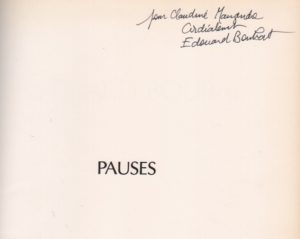 pour Claudine
Cordialement
Edouard Boubat
PAUSES